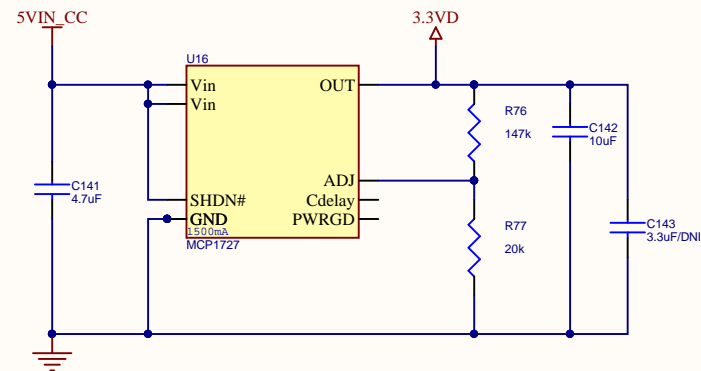 5VIN_CC
3.3VD
U16
Vin
OUT
Vin
R76
147k
C142
10uF
C141
4.7uF
ADJ
SHDN#
Cdelay
GND
PWRGD
1500mA
MCP1727
R77
20k
C143
3.3uF/DNI